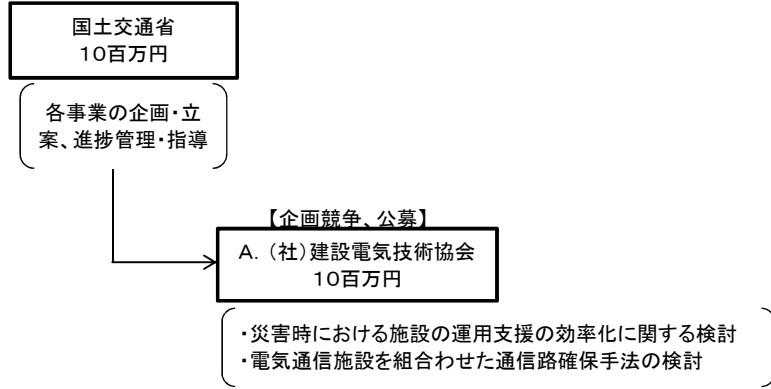 国土交通省
10百万円
各事業の企画・立
案、進捗管理・指導
【企画競争、公募】
A. (社)建設電気技術協会
10百万円
・災害時における施設の運用支援の効率化に関する検討
・電気通信施設を組合わせた通信路確保手法の検討